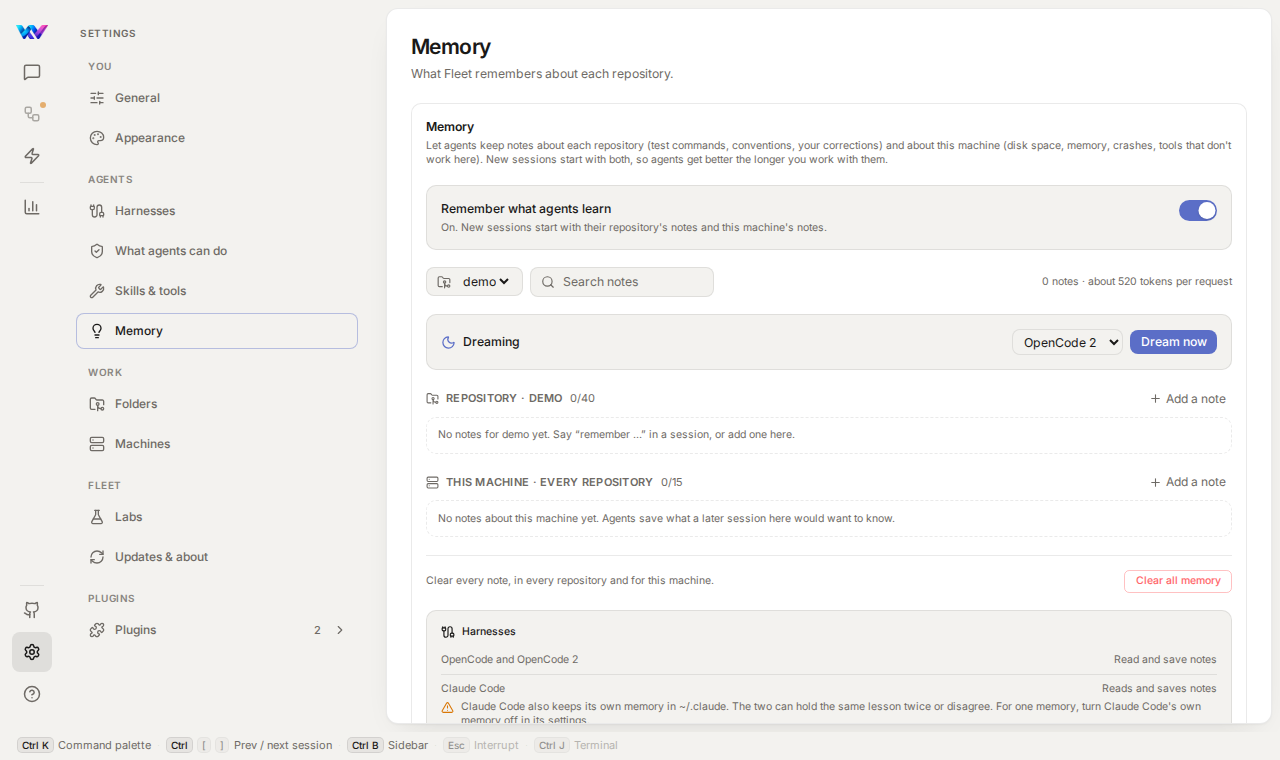 SETTINGS
YOU
General
Appearance
AGENTS
Harnesses
What agents can do
Skills & tools
Memory
WORK
Folders
Machines
FLEET
Labs
Updates & about
PLUGINS
Plugins 2
Memory
What Fleet remembers about each repository.
Memory
Let agents keep notes about each repository (test commands, conventions, your corrections) and about this machine (disk space, memory, crashes, tools that don't
work here). New sessions start with both, so agents get better the longer you work with them.
Remember what agents learn
On. New sessions start with their repository's notes and this machine's notes.
demo Search notes 0 notes · about 520 tokens per request
Dreaming OpenCode 2 Dream now
REPOSITORY · DEMO 0/40 + Add a note
No notes for demo yet. Say “remember ...” in a session, or add one here.
THIS MACHINE · EVERY REPOSITORY 0/15 + Add a note
No notes about this machine yet. Agents save what a later session here would want to know.
Clear every note, in every repository and for this machine. Clear all memory
Harnesses
OpenCode and OpenCode 2 Read and save notes
Claude Code Reads and saves notes
Claude Code also keeps its own memory in ~/.claude. The two can hold the same lesson twice or disagree. For one memory, turn Claude Code's own
memory off in its settings.
Ctrl K Command palette Ctrl [ ] Prev / next session Ctrl B Sidebar Esc Interrupt Ctrl J Terminal